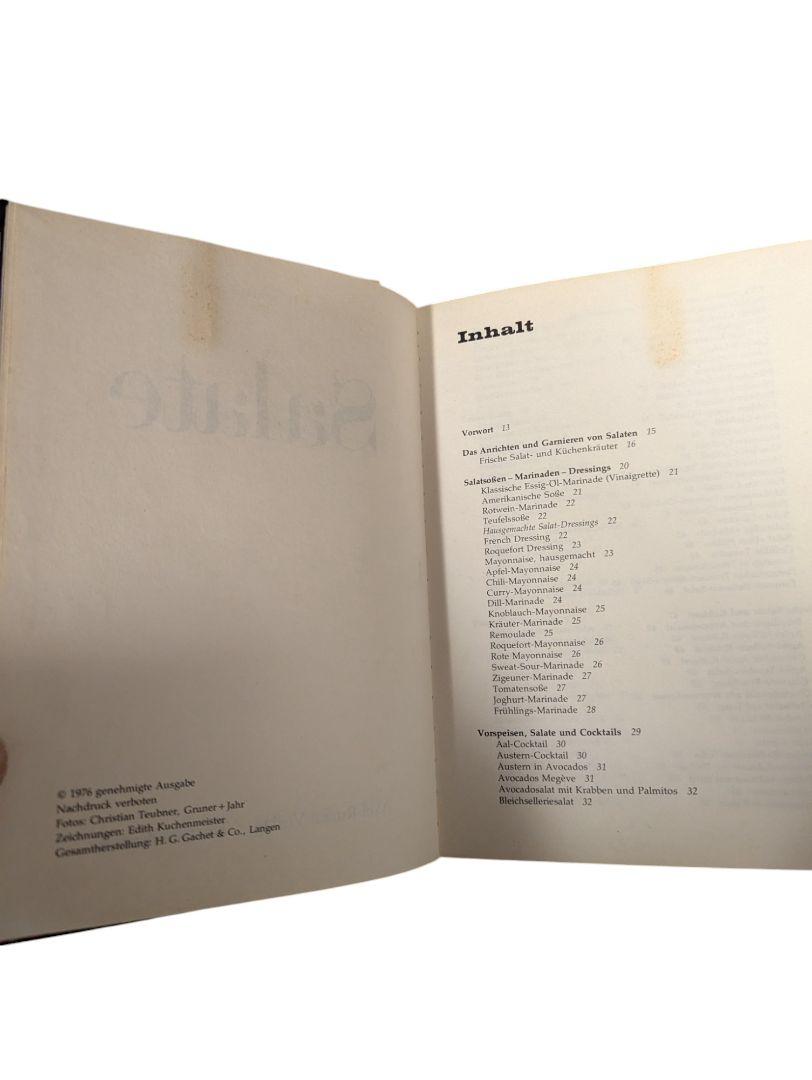 Salate
© 1976 genehmigte Ausgabe
Nachdruck verboten
Fotos: Christian Teubner, Gruner + Jahr
Zeichnungen: Edith Kuchenmeister
Gesamtherstellung: H. G. Gachet & Co., Langen
Inhalt
Vorwort 13
Das Anrichten und Garnieren von Salaten 15
Frische Salat- und Küchenkräuter 16
Salatsoßen – Marinaden – Dressings 20
Klassische Essig-Öl-Marinade (Vinaigrette) 21
Amerikanische Soße 21
Rotwein-Marinade 22
Teufelssoße 22
Hausgemachte Salat-Dressings 22
French Dressing 22
Roquefort Dressing 23
Mayonnaise, hausgemacht 23
Apfel-Mayonnaise 24
Chili-Mayonnaise 24
Curry-Mayonnaise 24
Dill-Marinade 24
Knoblauch-Mayonnaise 25
Kräuter-Marinade 25
Remoulade 25
Roquefort-Mayonnaise 26
Rote Mayonnaise 26
Sweat-Sour-Marinade 26
Zigeuner-Marinade 27
Tomatensoße 27
Joghurt-Marinade 27
Frühlings-Marinade 28
Vorspeisen, Salate und Cocktails 29
Aal-Cocktail 30
Austern-Cocktail 30
Austern in Avocados 31
Avocados Megève 31
Avocadosalat mit Krabben und Palmitos 32
Bleichselleriesalat 32